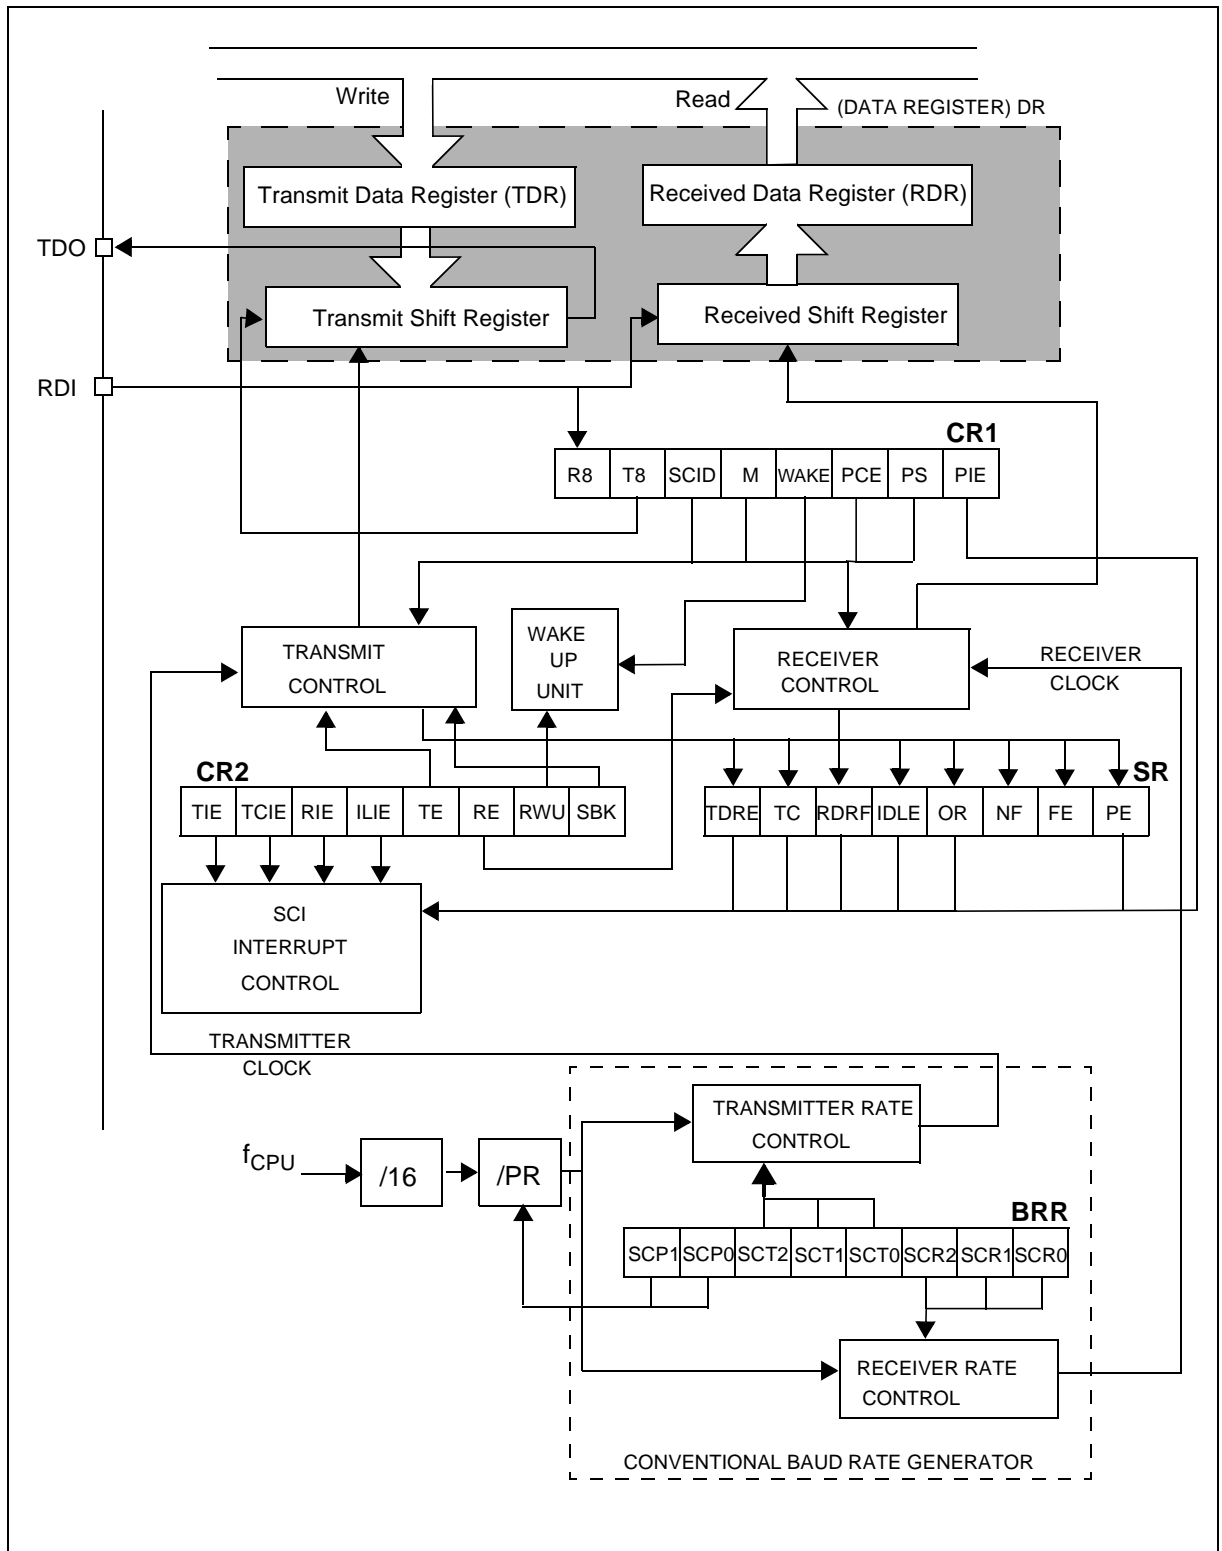 Write
Read
(DATA REGISTER) DR
Transmit Data Register (TDR)
Received Data Register (RDR)
TDO
Transmit Shift Register
Received Shift Register
RDI
CR1
R8 T8 SCID M WAKE PCE PS PIE
TRANSMIT
CONTROL
WAKE
UP
UNIT
RECEIVER
CONTROL
RECEIVER
CLOCK
CR2
TIE TCIE RIE ILIE TE RE RWU SBK
SR
TDRE TC RDRF IDLE OR NF FE PE
SCI
INTERRUPT
CONTROL
TRANSMITTER
CLOCK
TRANSMITTER RATE
CONTROL
fCPU
/16
/PR
BRR
SCP1 SCP0 SCT2 SCT1 SCT0 SCR2 SCR1 SCR0
RECEIVER RATE
CONTROL
CONVENTIONAL BAUD RATE GENERATOR